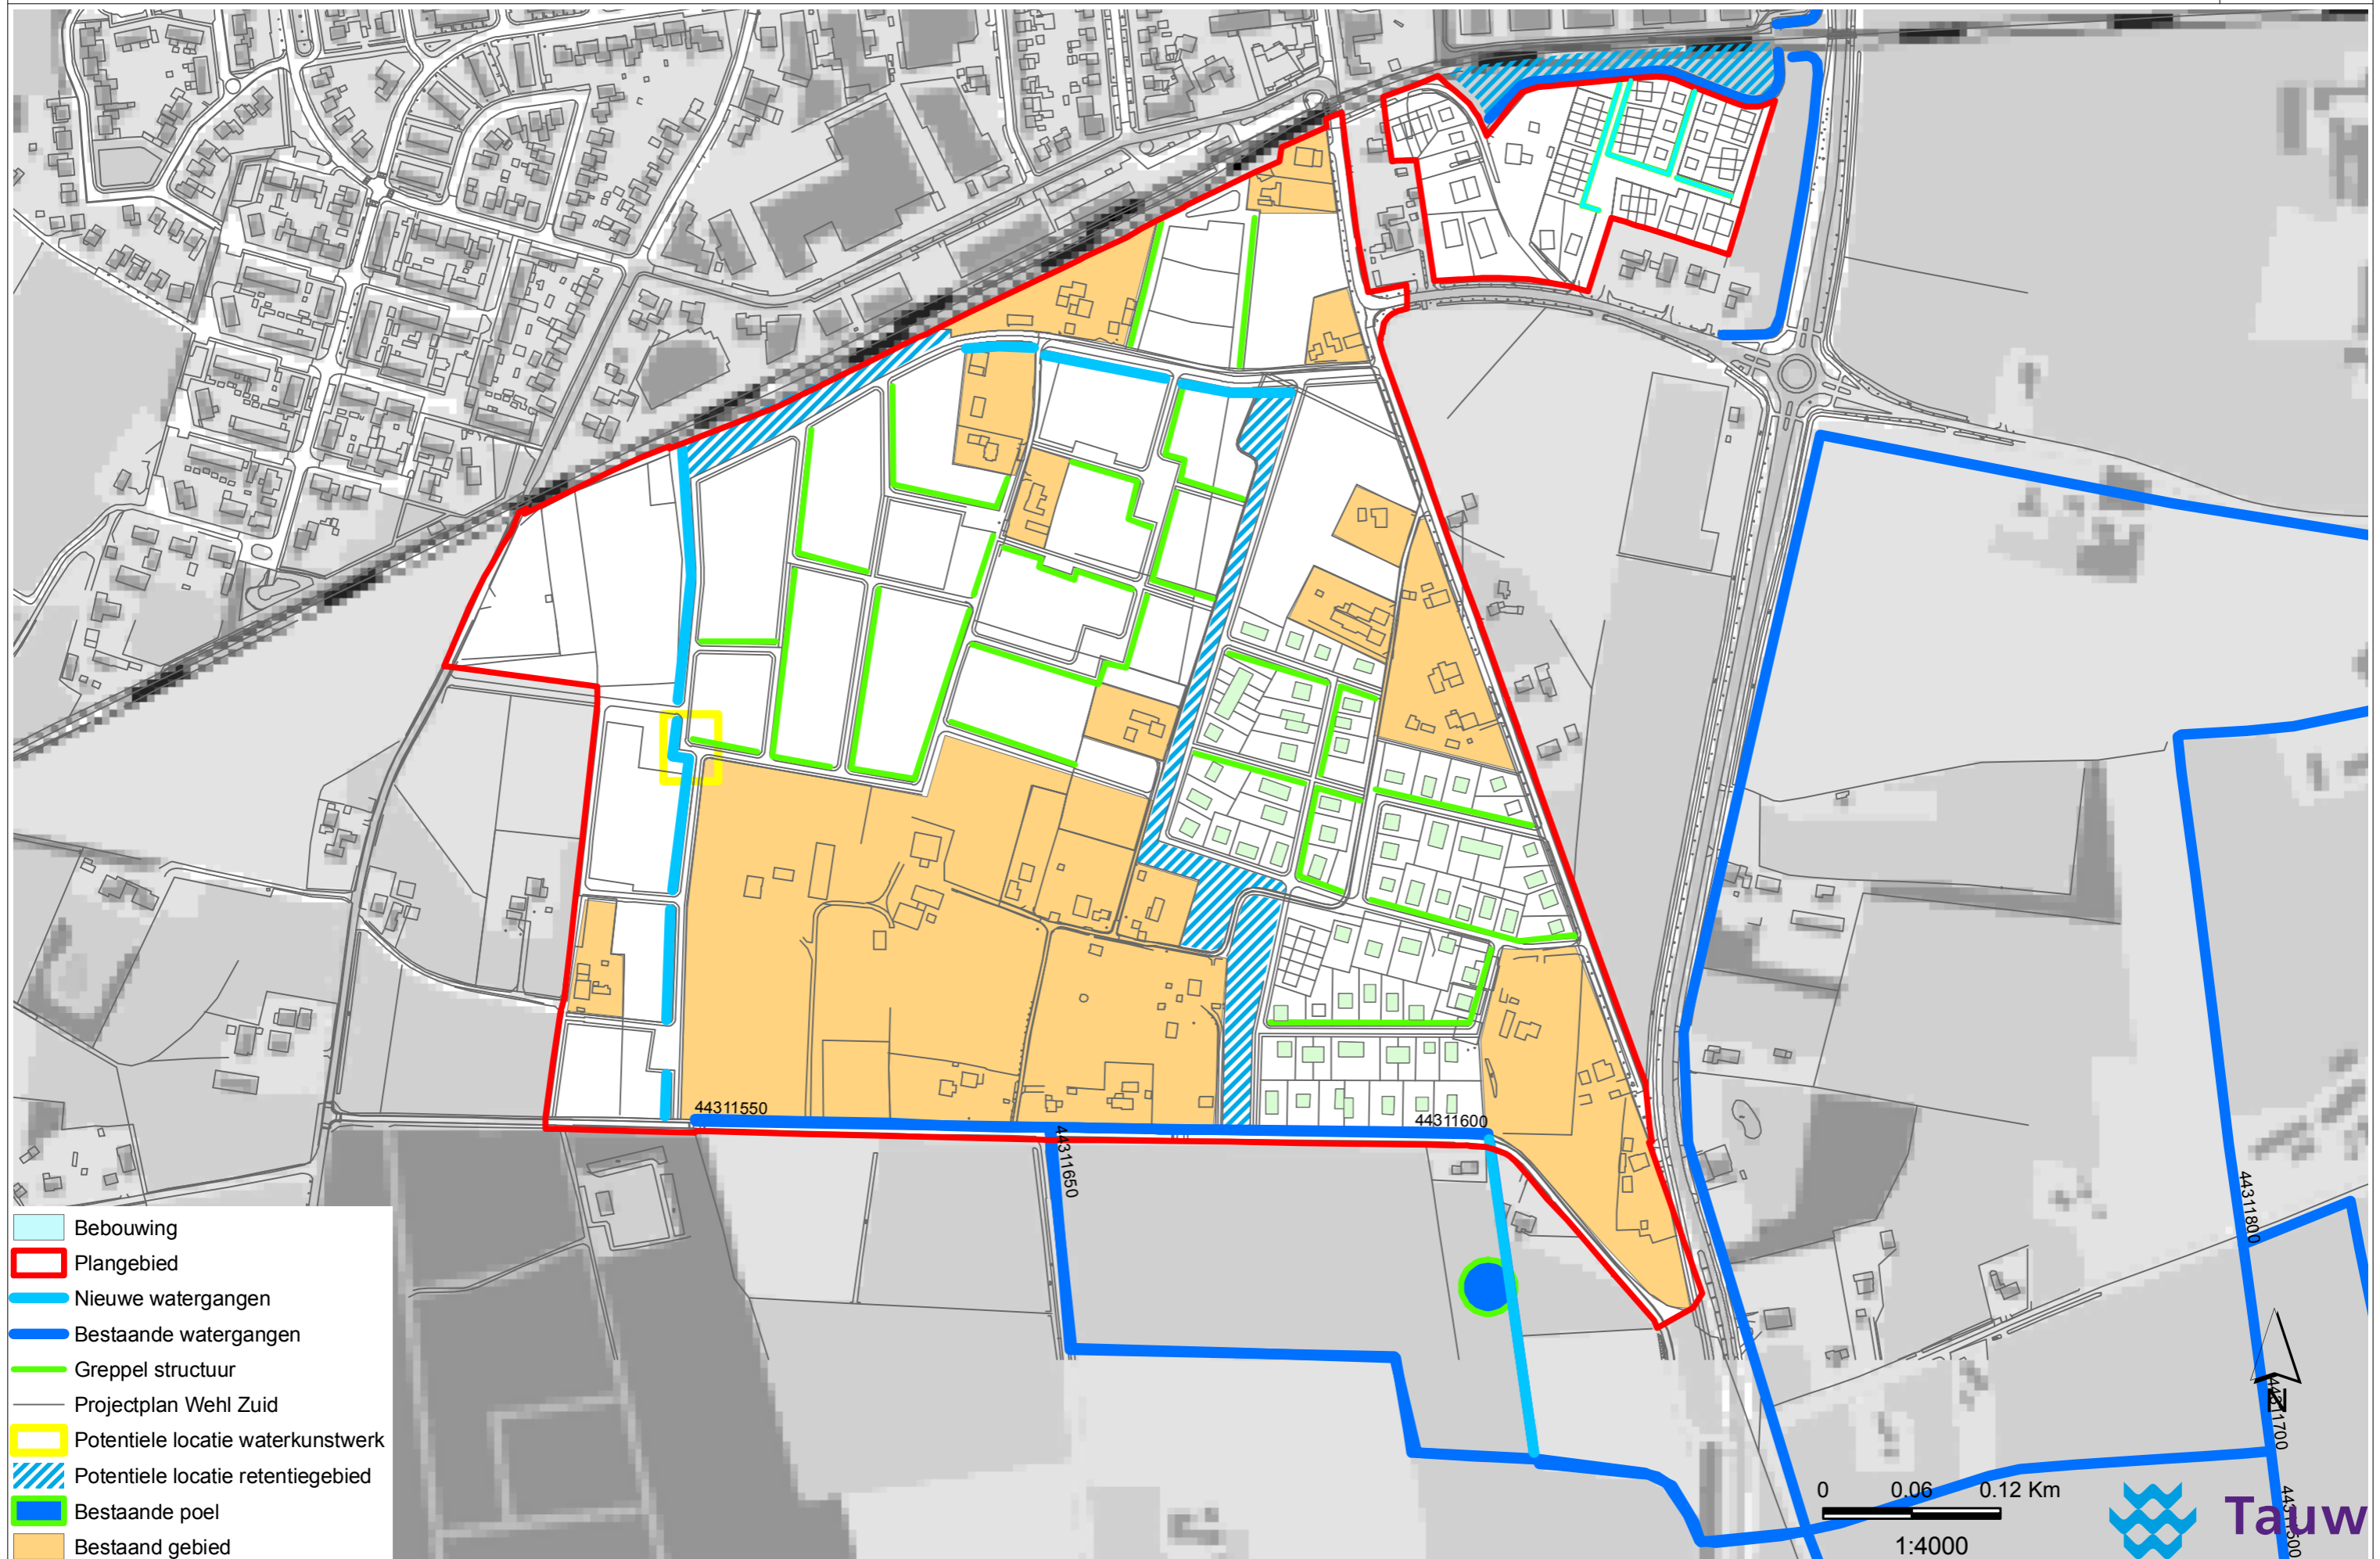 44311550
44311600
44311650
44311800
44311700
44311500
Bebouwing
Plangebied
Nieuwe watergangen
Bestaande watergangen
Greppel structuur
Projectplan Wehl Zuid
Potentiele locatie waterkunstwerk
Potentiele locatie retentiegebied
Bestaande poel
Bestaand gebied
N
0 0.06 0.12 Km
1:4000
Tauw